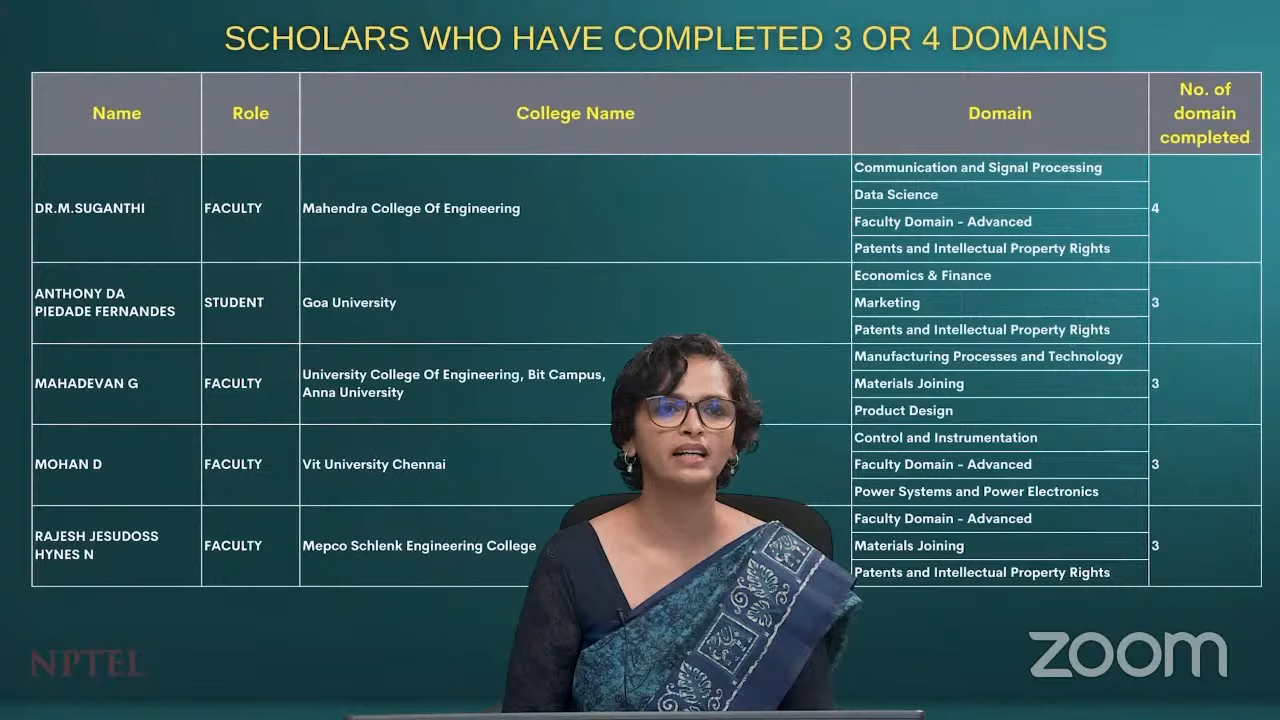 SCHOLARS WHO HAVE COMPLETED 3 OR 4 DOMAINS
Name
Role
College Name
Domain
No. of
domain
completed
DR.M.SUGANTHI
FACULTY
Mahendra College Of Engineering
Communication and Signal Processing
Data Science
Faculty Domain - Advanced
Patents and Intellectual Property Rights
4
ANTHONY DA
PIEDADE FERNANDES
STUDENT
Goa University
Economics & Finance
Marketing
Patents and Intellectual Property Rights
3
MAHADEVAN G
FACULTY
University College Of Engineering, Bit Campus,
Anna University
Manufacturing Processes and Technology
Materials Joining
Product Design
3
MOHAN D
FACULTY
Vit University Chennai
Control and Instrumentation
Faculty Domain - Advanced
Power Systems and Power Electronics
3
RAJESH JESUDOSS
HYNES N
FACULTY
Mepco Schlenk Engineering College
Faculty Domain - Advanced
Materials Joining
Patents and Intellectual Property Rights
3
NPTEL
zoom